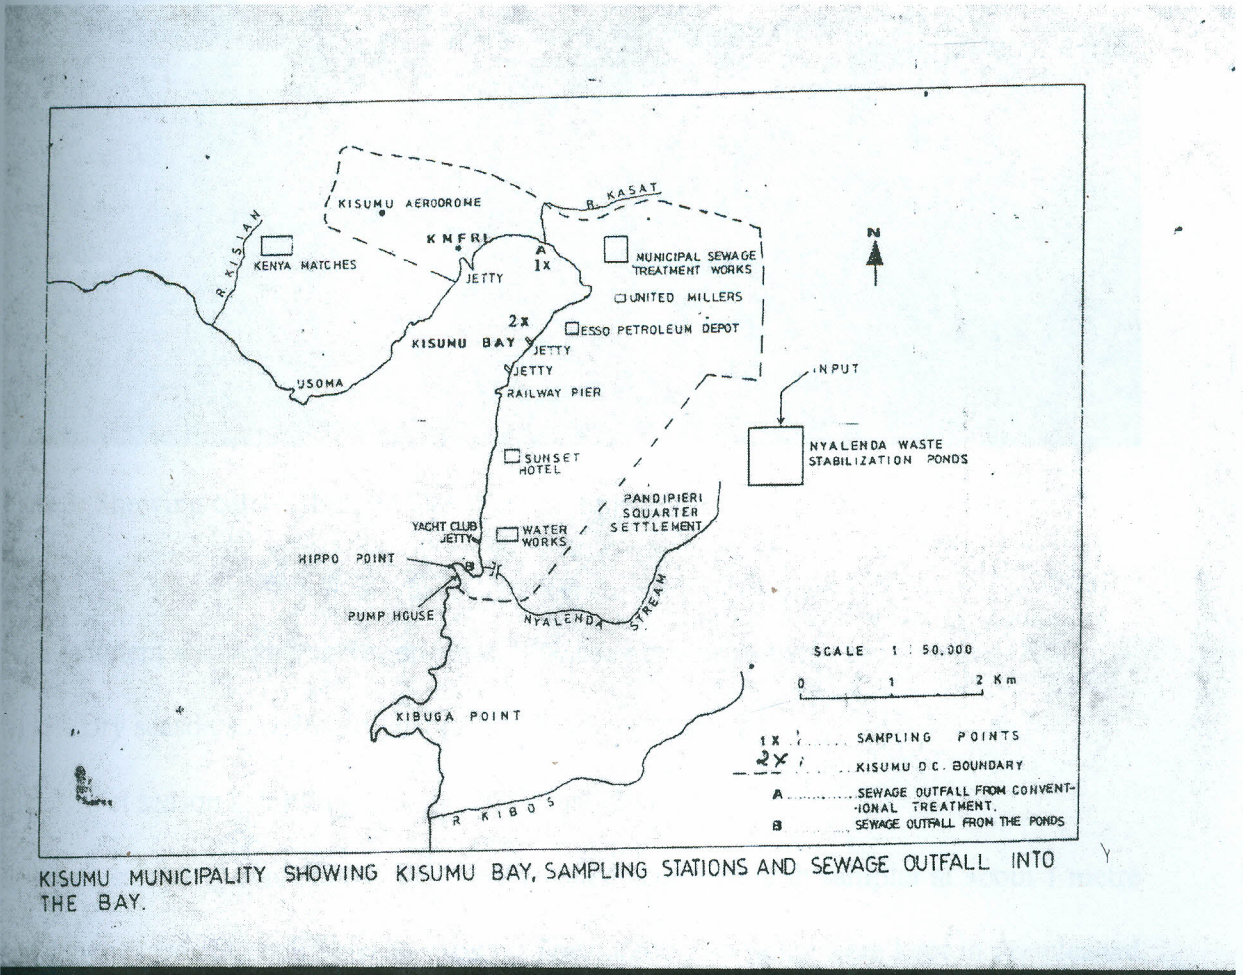 R. KASAT
KISUMU AERODROME
N
KMFRI
R. KISIAN
A
1x
MUNICIPAL SEWAGE
TREATMENT WORKS
KENYA MATCHES
JETTY
UNITED MILLERS
2x
ESSO PETROLEUM DEPOT
KISUMU BAY
JETTY
JETTY
INPUT
USOMA
RAILWAY PIER
NYALENDA WASTE
STABILIZATION PONDS
SUNSET
HOTEL
PANDIPIERI
SQUARTER
SETTLEMENT
YACHT CLUB
JETTY
WATER
WORKS
HIPPO POINT
B
PUMP HOUSE
NYALENDA
STREAM
SCALE 1 : 50,000
0 1 2 Km
KIBUGA POINT
1X SAMPLING POINTS
2X
KISUMU D.C. BOUNDARY
A SEWAGE OUTFALL FROM CONVENT-
-IONAL TREATMENT.
B SEWAGE OUTFALL FROM THE PONDS
R KIBOS
KISUMU MUNICIPALITY SHOWING KISUMU BAY, SAMPLING STATIONS AND SEWAGE OUTFALL INTO
THE BAY.